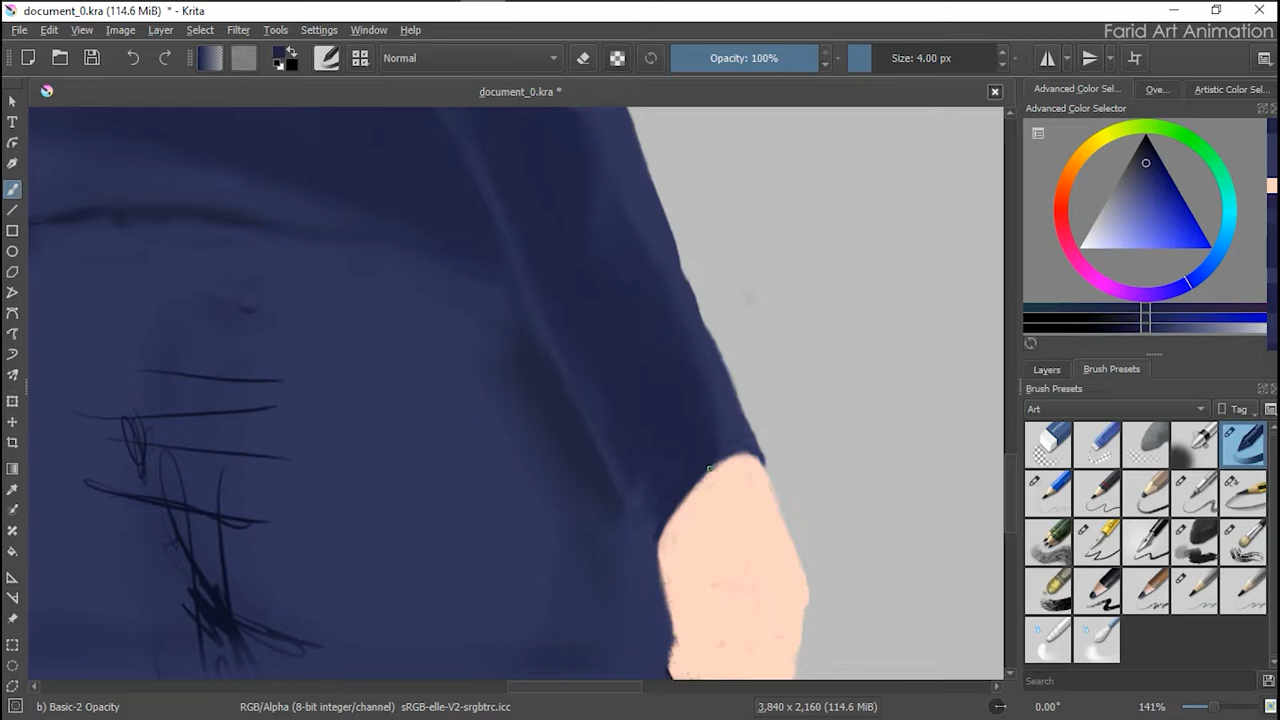 document_0.kra (114.6 MiB) * - Krita
File Edit View Image Layer Select Filter Tools Settings Window Help
Farid Art Animation
Normal
Opacity: 100%
Size: 4.00 px
document_0.kra *
Advanced Color Sel...
Ove...
Artistic Color Sel...
Advanced Color Selector
Layers
Brush Presets
Brush Presets
Art
Tag
Search
b) Basic-2 Opacity
RGB/Alpha (8-bit integer/channel)
sRGB-elle-V2-srgbtrc.icc
3,840 x 2,160 (114.6 MiB)
0.00°
141%